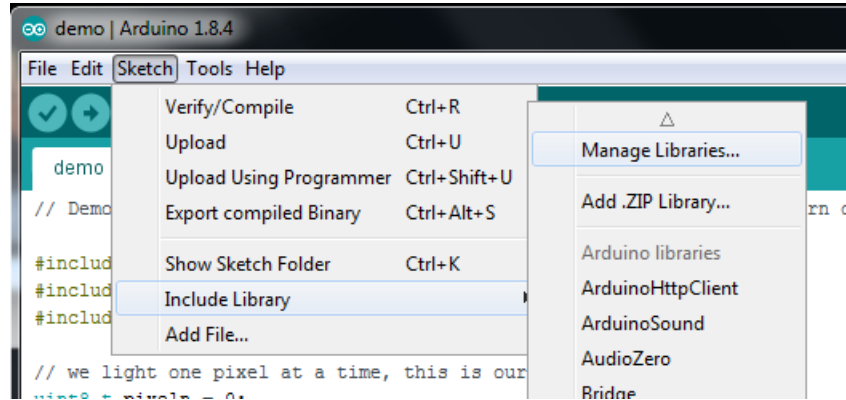 demo | Arduino 1.8.4
File Edit Sketch Tools Help
Verify/Compile Ctrl+R
Upload Ctrl+U
Upload Using Programmer Ctrl+Shift+U
Export compiled Binary Ctrl+Alt+S
Show Sketch Folder Ctrl+K
Include Library
Add File...
Manage Libraries...
Add .ZIP Library...
Arduino libraries
ArduinoHttpClient
ArduinoSound
AudioZero
Bridge
demo
// Demo
#includ
#includ
#includ
// we light one pixel at a time, this is our
uint8_t pixeln = 0;